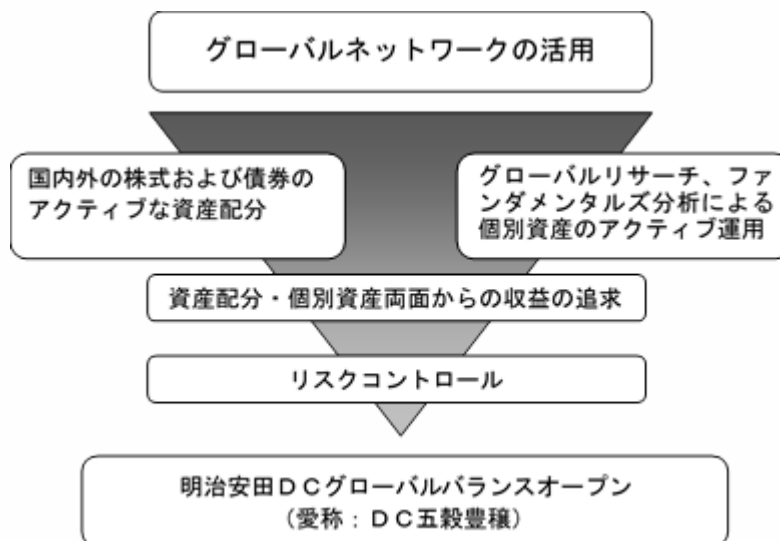 グローバルネットワークの活用
国内外の株式および債券の
アクティブな資産配分
グローバルリサーチ、ファ
ンダメンタルズ分析による
個別資産のアクティブ運用
資産配分・個別資産両面からの収益の追求
リスクコントロール
明治安田ＤＣグローバルバランスオープン
（愛称：ＤＣ五穀豊穣）